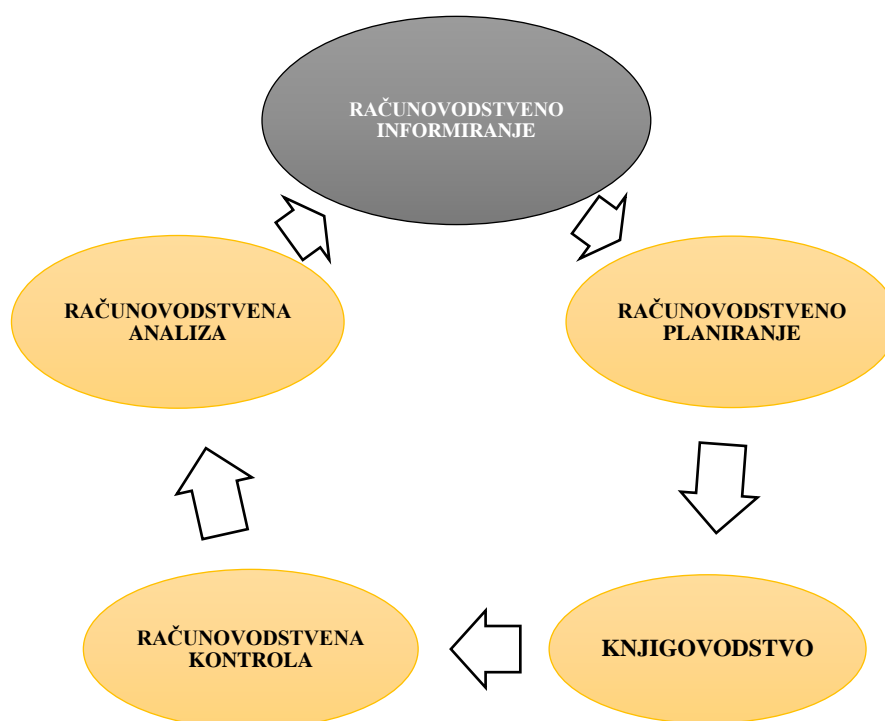 RAČUNOVODSTVENO
INFORMIRANJE
RAČUNOVODSTVENA
ANALIZA
RAČUNOVODSTVENO
PLANIRANJE
RAČUNOVODSTVENA
KONTROLA
KNJIGOVODSTVO